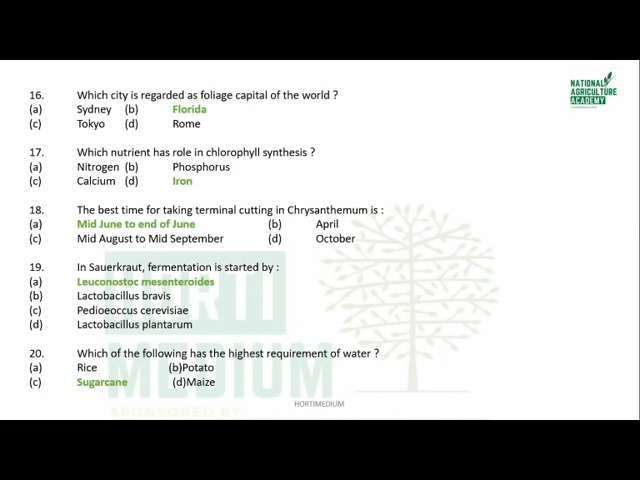 NATIONAL
AGRICULTURE
ACADEMY
16. Which city is regarded as foliage capital of the world ?
(a) Sydney (b) Florida
(c) Tokyo (d) Rome
17. Which nutrient has role in chlorophyll synthesis ?
(a) Nitrogen (b) Phosphorus
(c) Calcium (d) Iron
18. The best time for taking terminal cutting in Chrysanthemum is :
(a) Mid June to end of June (b) April
(c) Mid August to Mid September (d) October
19. In Sauerkraut, fermentation is started by :
(a) Leuconostoc mesenteroides
(b) Lactobacillus bravis
(c) Pedioeoccus cerevisiae
(d) Lactobacillus plantarum
20. Which of the following has the highest requirement of water ?
(a) Rice (b)Potato
(c) Sugarcane (d)Maize
HORTI
MEDIUM
SPONSORED BY:
HORTIMEDIUM